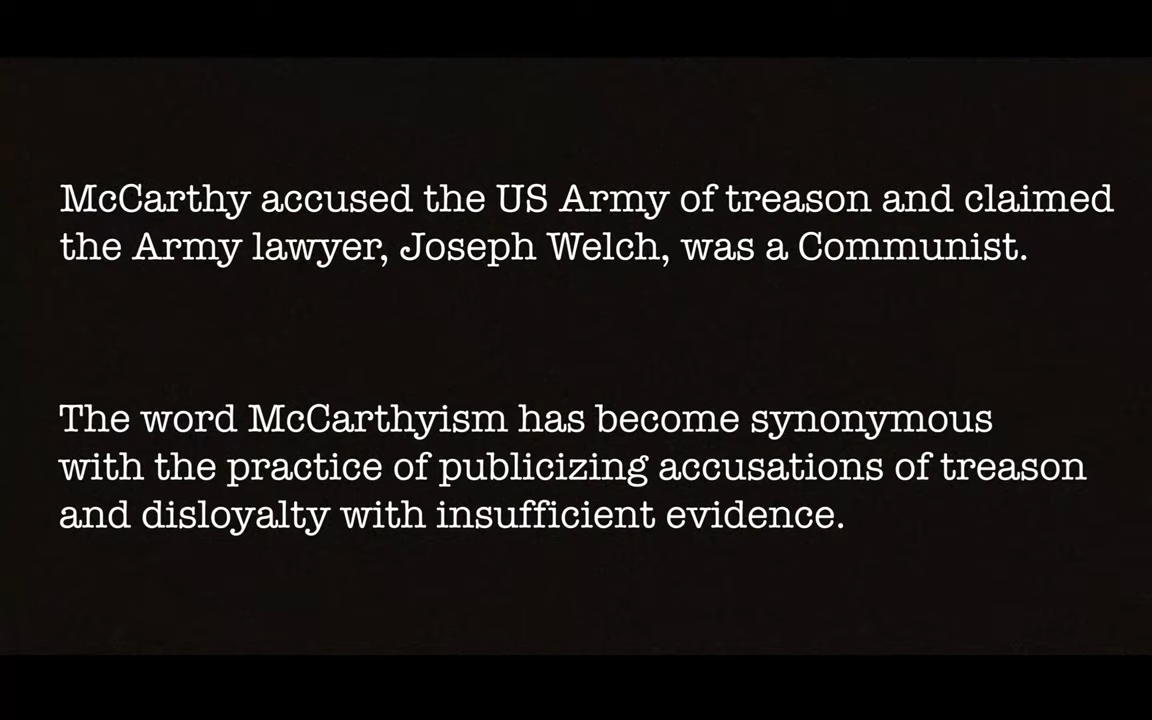 McCarthy accused the US Army of treason and claimed
the Army lawyer, Joseph Welch, was a Communist.
The word McCarthyism has become synonymous
with the practice of publicizing accusations of treason
and disloyalty with insufficient evidence.